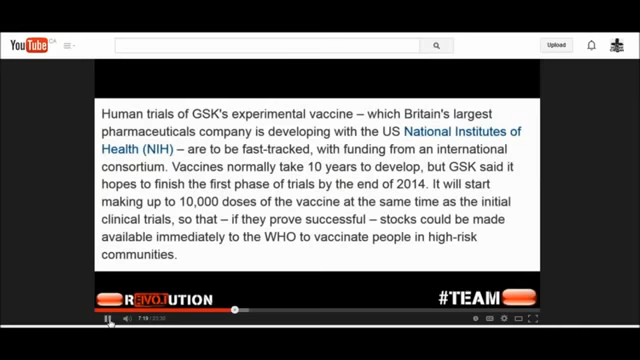 YouTube CA
Upload
Human trials of GSK's experimental vaccine – which Britain's largest
pharmaceuticals company is developing with the US National Institutes of
Health (NIH) – are to be fast-tracked, with funding from an international
consortium. Vaccines normally take 10 years to develop, but GSK said it
hopes to finish the first phase of trials by the end of 2014. It will start
making up to 10,000 doses of the vaccine at the same time as the initial
clinical trials, so that – if they prove successful – stocks could be made
available immediately to the WHO to vaccinate people in high-risk
communities.
REVOLUTION
#TEAM
7:18 / 23:30